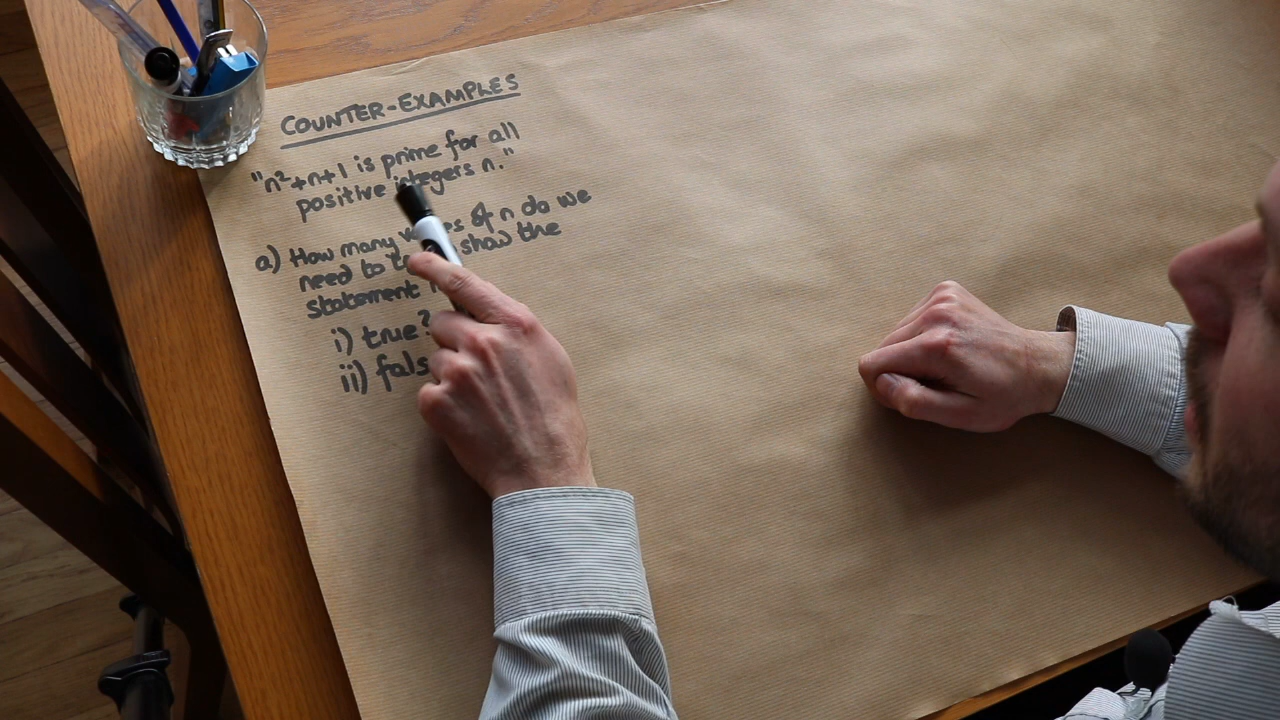 COUNTER-EXAMPLES
"n²+n+1 is prime for all
positive integers n."
a) How many of n do we
need to show the
statement
i) true?
ii)